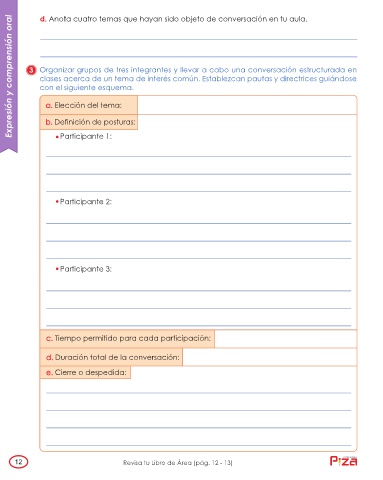 Expresión y comprensión oral
d. Anota cuatro temas que hayan sido objeto de conversación en tu aula.
3 Organizar grupos de tres integrantes y llevar a cabo una conversación estructurada en
clases acerca de un tema de interés común. Establezcan pautas y directrices guiándose
con el siguiente esquema.
a. Elección del tema:
b. Definición de posturas:
• Participante 1:
• Participante 2:
• Participante 3:
c. Tiempo permitido para cada participación:
d. Duración total de la conversación:
e. Cierre o despedida:
12
Revisa tu Libro de Área (pág. 12 - 13)